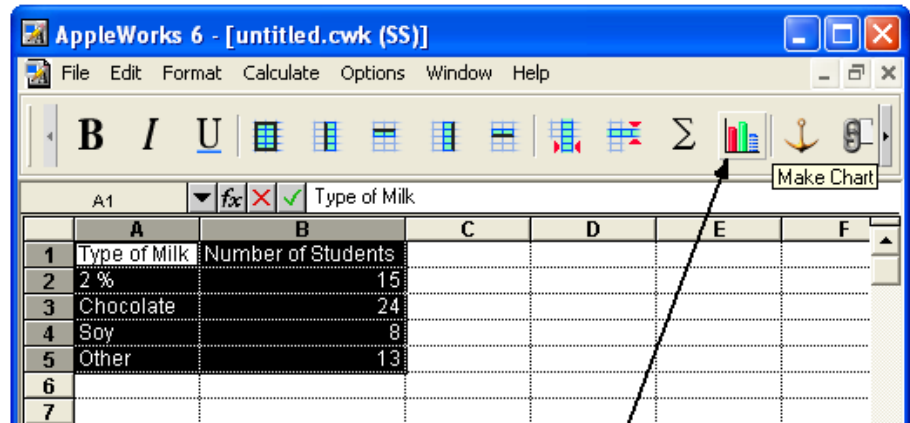 AppleWorks 6 - [untitled.cwk (SS)]
File Edit Format Calculate Options Window Help
B I U Σ
Make Chart
A1 fx Type of Milk
A B C D E F
1 Type of Milk Number of Students
2 2 % 15
3 Chocolate 24
4 Soy 8
5 Other 13
6
7